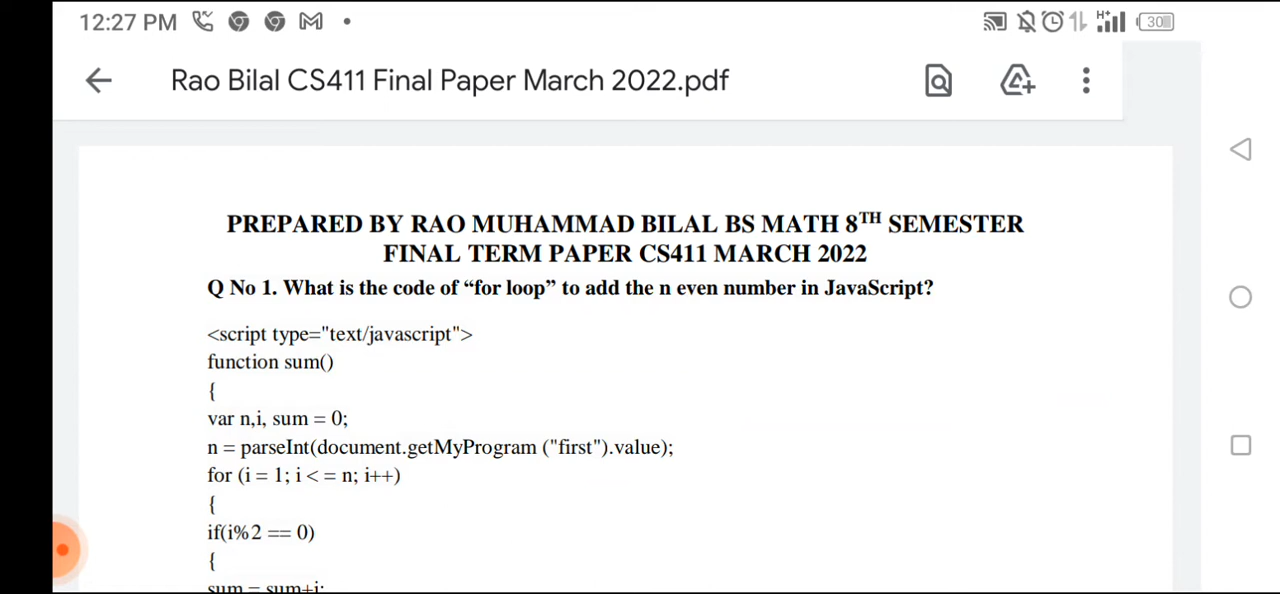 12:27 PM
30
Rao Bilal CS411 Final Paper March 2022.pdf
PREPARED BY RAO MUHAMMAD BILAL BS MATH 8TH SEMESTER
FINAL TERM PAPER CS411 MARCH 2022
Q No 1. What is the code of “for loop” to add the n even number in JavaScript?
<script type="text/javascript">
function sum()
{
var n,i, sum = 0;
n = parseInt(document.getMyProgram ("first").value);
for (i = 1; i < = n; i++)
{
if(i%2 == 0)
{
sum = sum+i;